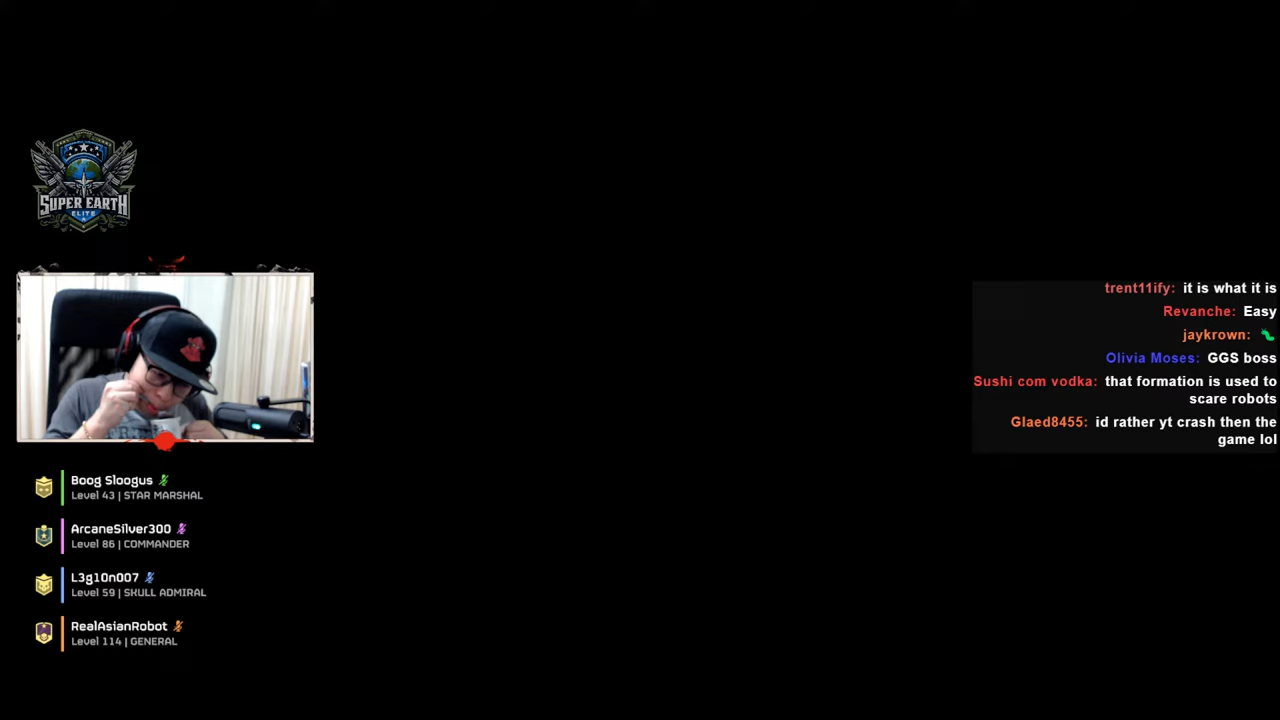 SUPER EARTH
ELITE
trent11ify: it is what it is
Revanche: Easy
jaykrown:
Olivia Moses: GGS boss
Sushi com vodka: that formation is used to
scare robots
Glaed8455: id rather yt crash then the
game lol
Boog Sloogus
Level 43 | STAR MARSHAL
ArcaneSilver300
Level 86 | COMMANDER
L3g10n007
Level 59 | SKULL ADMIRAL
RealAsianRobot
Level 114 | GENERAL